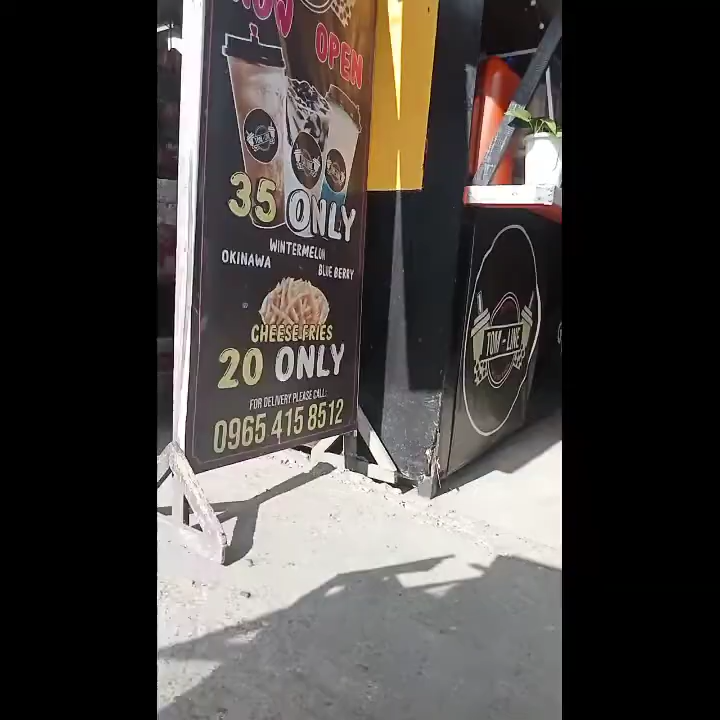 OPEN
35 ONLY
WINTERMELON
OKINAWA
BLUE BERRY
CHEESE FRIES
20 ONLY
FOR DELIVERY PLEASE CALL:
0965 415 8512
TOM - LINE